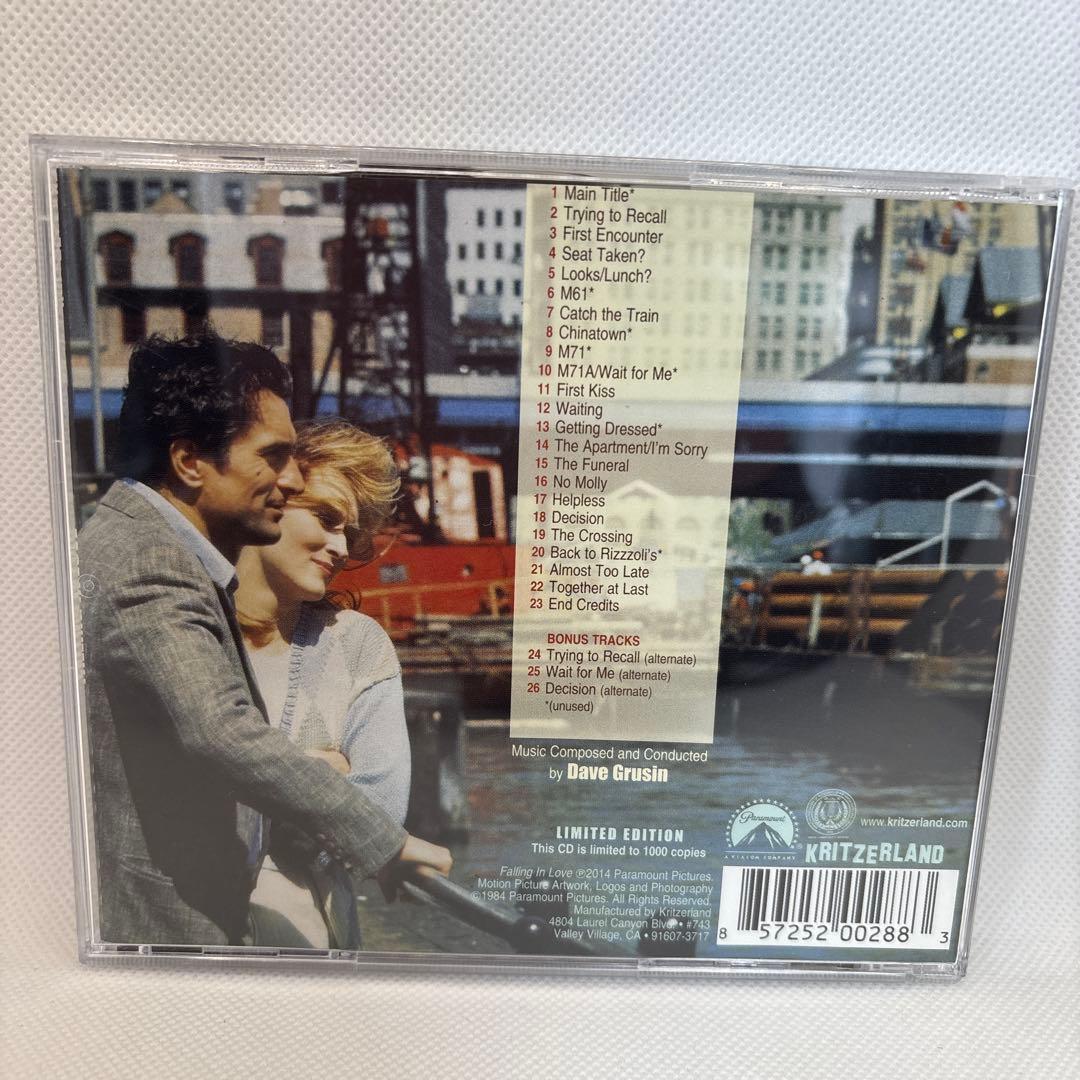 1 Main Title*
2 Trying to Recall
3 First Encounter
4 Seat Taken?
5 Looks/Lunch?
6 M61*
7 Catch the Train
8 Chinatown*
9 M71*
10 M71A/Wait for Me*
11 First Kiss
12 Waiting
13 Getting Dressed*
14 The Apartment/I'm Sorry
15 The Funeral
16 No Molly
17 Helpless
18 Decision
19 The Crossing
20 Back to Rizzzoli's*
21 Almost Too Late
22 Together at Last
23 End Credits
BONUS TRACKS
24 Trying to Recall (alternate)
25 Wait for Me (alternate)
26 Decision (alternate)
*(unused)
Music Composed and Conducted
by Dave Grusin
LIMITED EDITION
This CD is limited to 1000 copies
Falling In Love ℗2014 Paramount Pictures.
Motion Picture Artwork, Logos and Photography
©1984 Paramount Pictures. All Rights Reserved.
Manufactured by Kritzerland
4804 Laurel Canyon Blvd. • #743
Valley Village, CA • 91607-3717
Paramount
A VIACOM COMPANY
www.kritzerland.com
KRITZERLAND
8 57252 00288 3